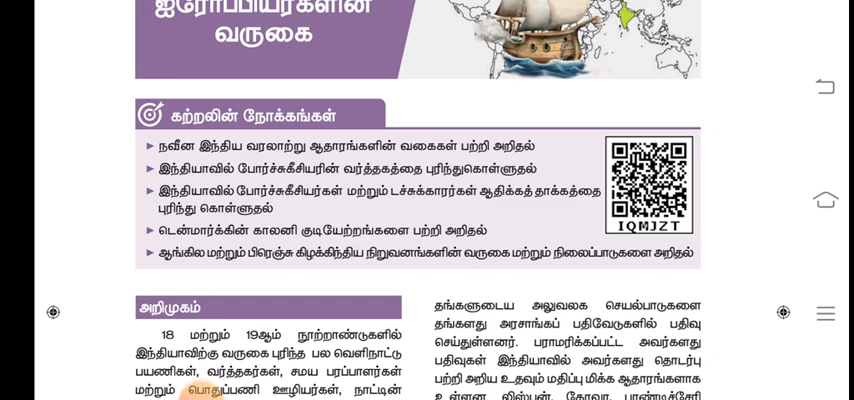 ஐரோப்பியர்களின்
வருகை
கற்றலின் நோக்கங்கள்
நவீன இந்திய வரலாற்று ஆதாரங்களின் வகைகள் பற்றி அறிதல்
இந்தியாவில் போர்ச்சுகீசியரின் வர்த்தகத்தை புரிந்துகொள்ளுதல்
இந்தியாவில் போர்ச்சுகீசியர்கள் மற்றும் டச்சுக்காரர்கள் ஆதிக்கத் தாக்கத்தை
புரிந்து கொள்ளுதல்
டென்மார்க்கின் காலனி குடியேற்றங்களை பற்றி அறிதல்
ஆங்கில மற்றும் பிரெஞ்சு கிழக்கிந்திய நிறுவனங்களின் வருகை மற்றும் நிலைப்பாடுகளை அறிதல்
IQMJZT
அறிமுகம்
18 மற்றும் 19ஆம் நூற்றாண்டுகளில்
இந்தியாவிற்கு வருகை புரிந்த பல வெளிநாட்டு
பயணிகள், வர்த்தகர்கள், சமய பரப்பாளர்கள்
மற்றும் பொதுப்பணி ஊழியர்கள், நாட்டின்
தங்களுடைய அலுவலக செயல்பாடுகளை
தங்களது அரசாங்கப் பதிவேடுகளில் பதிவு
செய்துள்ளனர். பராமரிக்கப்பட்ட அவர்களது
பதிவுகள் இந்தியாவில் அவர்களது தொடர்பு
பற்றி அறிய உதவும் மதிப்பு மிக்க ஆதாரங்களாக
உள்ளன. லிஸ்பன், கோவா, பாண்டிச்சேரி